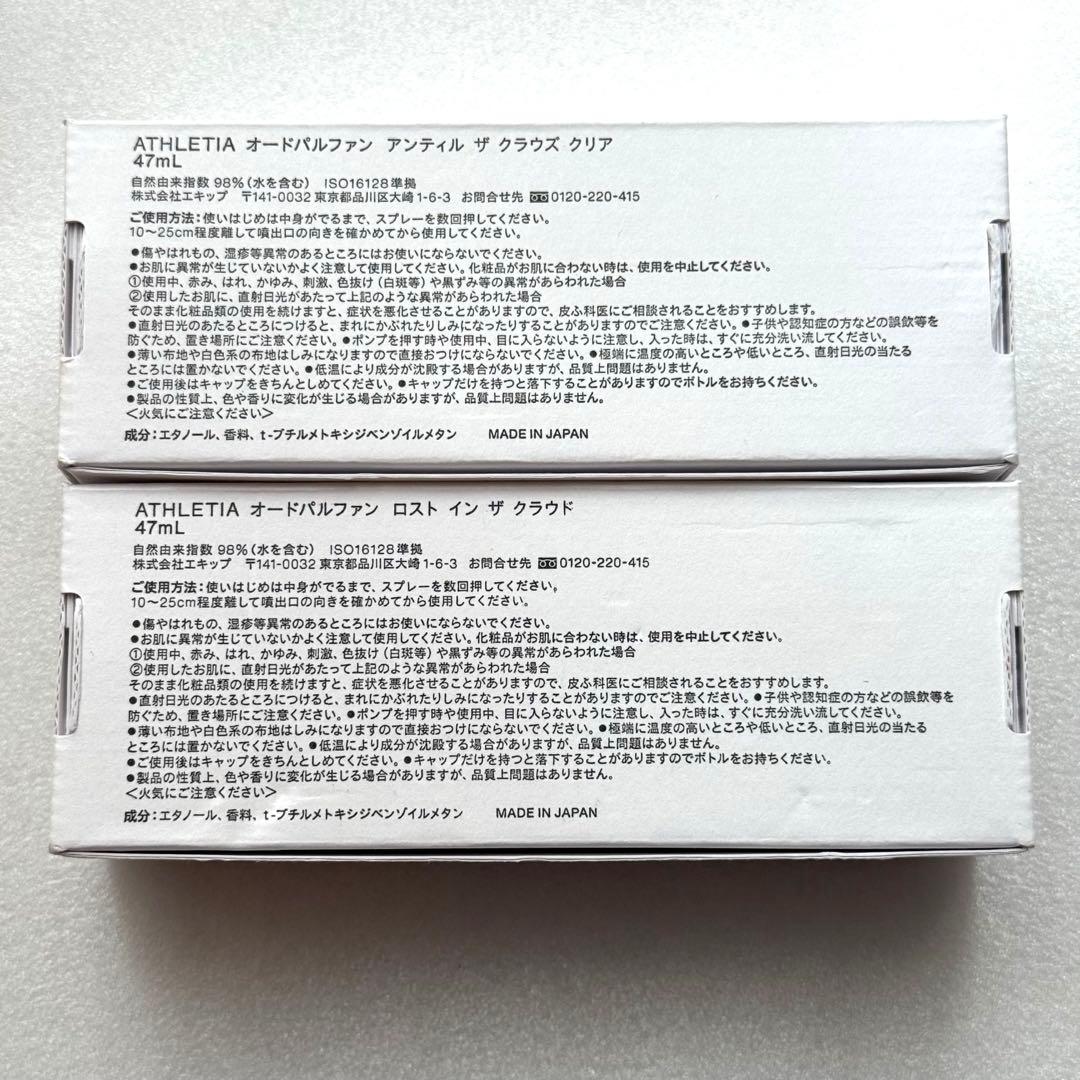 ATHLETIA オードパルファン アンティル ザ クラウズ クリア
47mL
自然由来指数 98%(水を含む) ISO16128準拠
株式会社エキップ 〒141-0032 東京都品川区大崎1-6-3 お問合せ先 0120-220-415
ご使用方法:使いはじめは中身がでるまで、スプレーを数回押してください。
10〜25cm程度離して噴出口の向きを確かめてから使用してください。
●傷やはれもの、湿疹等異常のあるところにはお使いにならないでください。
●お肌に異常が生じていないかよく注意して使用してください。化粧品がお肌に合わない時は、使用を中止してください。
①使用中、赤み、はれ、かゆみ、刺激、色抜け(白斑等)や黒ずみ等の異常があらわれた場合
②使用したお肌に、直射日光があたって上記のような異常があらわれた場合
そのまま化粧品類の使用を続けますと、症状を悪化させることがありますので、皮ふ科医にご相談されることをおすすめします。
●直射日光のあたるところにつけると、まれにかぶれたりしみになったりすることがありますのでご注意ください。●子供や認知症の方などの誤飲等を
防ぐため、置き場所にご注意ください。●ポンプを押す時や使用中、目に入らないように注意し、入った時は、すぐに充分洗い流してください。
●薄い布地や白色系の布地はしみになりますので直接おつけにならないでください。●極端に温度の高いところや低いところ、直射日光の当たる
ところには置かないでください。●低温により成分が沈殿する場合がありますが、品質上問題はありません。
●ご使用後はキャップをきちんとしめてください。●キャップだけを持つと落下することがありますのでボトルをお持ちください。
●製品の性質上、色や香りに変化が生じる場合がありますが、品質上問題はありません。
<火気にご注意ください>
成分:エタノール、香料、t-ブチルメトキシジベンゾイルメタン MADE IN JAPAN
ATHLETIA オードパルファン ロスト イン ザ クラウド
47mL
自然由来指数 98%(水を含む) ISO16128準拠
株式会社エキップ 〒141-0032 東京都品川区大崎1-6-3 お問合せ先 0120-220-415
ご使用方法:使いはじめは中身がでるまで、スプレーを数回押してください。
10〜25cm程度離して噴出口の向きを確かめてから使用してください。
●傷やはれもの、湿疹等異常のあるところにはお使いにならないでください。
●お肌に異常が生じていないかよく注意して使用してください。化粧品がお肌に合わない時は、使用を中止してください。
①使用中、赤み、はれ、かゆみ、刺激、色抜け(白斑等)や黒ずみ等の異常があらわれた場合
②使用したお肌に、直射日光があたって上記のような異常があらわれた場合
そのまま化粧品類の使用を続けますと、症状を悪化させることがありますので、皮ふ科医にご相談されることをおすすめします。
●直射日光のあたるところにつけると、まれにかぶれたりしみになったりすることがありますのでご注意ください。●子供や認知症の方などの誤飲等を
防ぐため、置き場所にご注意ください。●ポンプを押す時や使用中、目に入らないように注意し、入った時は、すぐに充分洗い流してください。
●薄い布地や白色系の布地はしみになりますので直接おつけにならないでください。●極端に温度の高いところや低いところ、直射日光の当たる
ところには置かないでください。●低温により成分が沈殿する場合がありますが、品質上問題はありません。
●ご使用後はキャップをきちんとしめてください。●キャップだけを持つと落下することがありますのでボトルをお持ちください。
●製品の性質上、色や香りに変化が生じる場合がありますが、品質上問題はありません。
<火気にご注意ください>
成分:エタノール、香料、t-ブチルメトキシジベンゾイルメタン MADE IN JAPAN